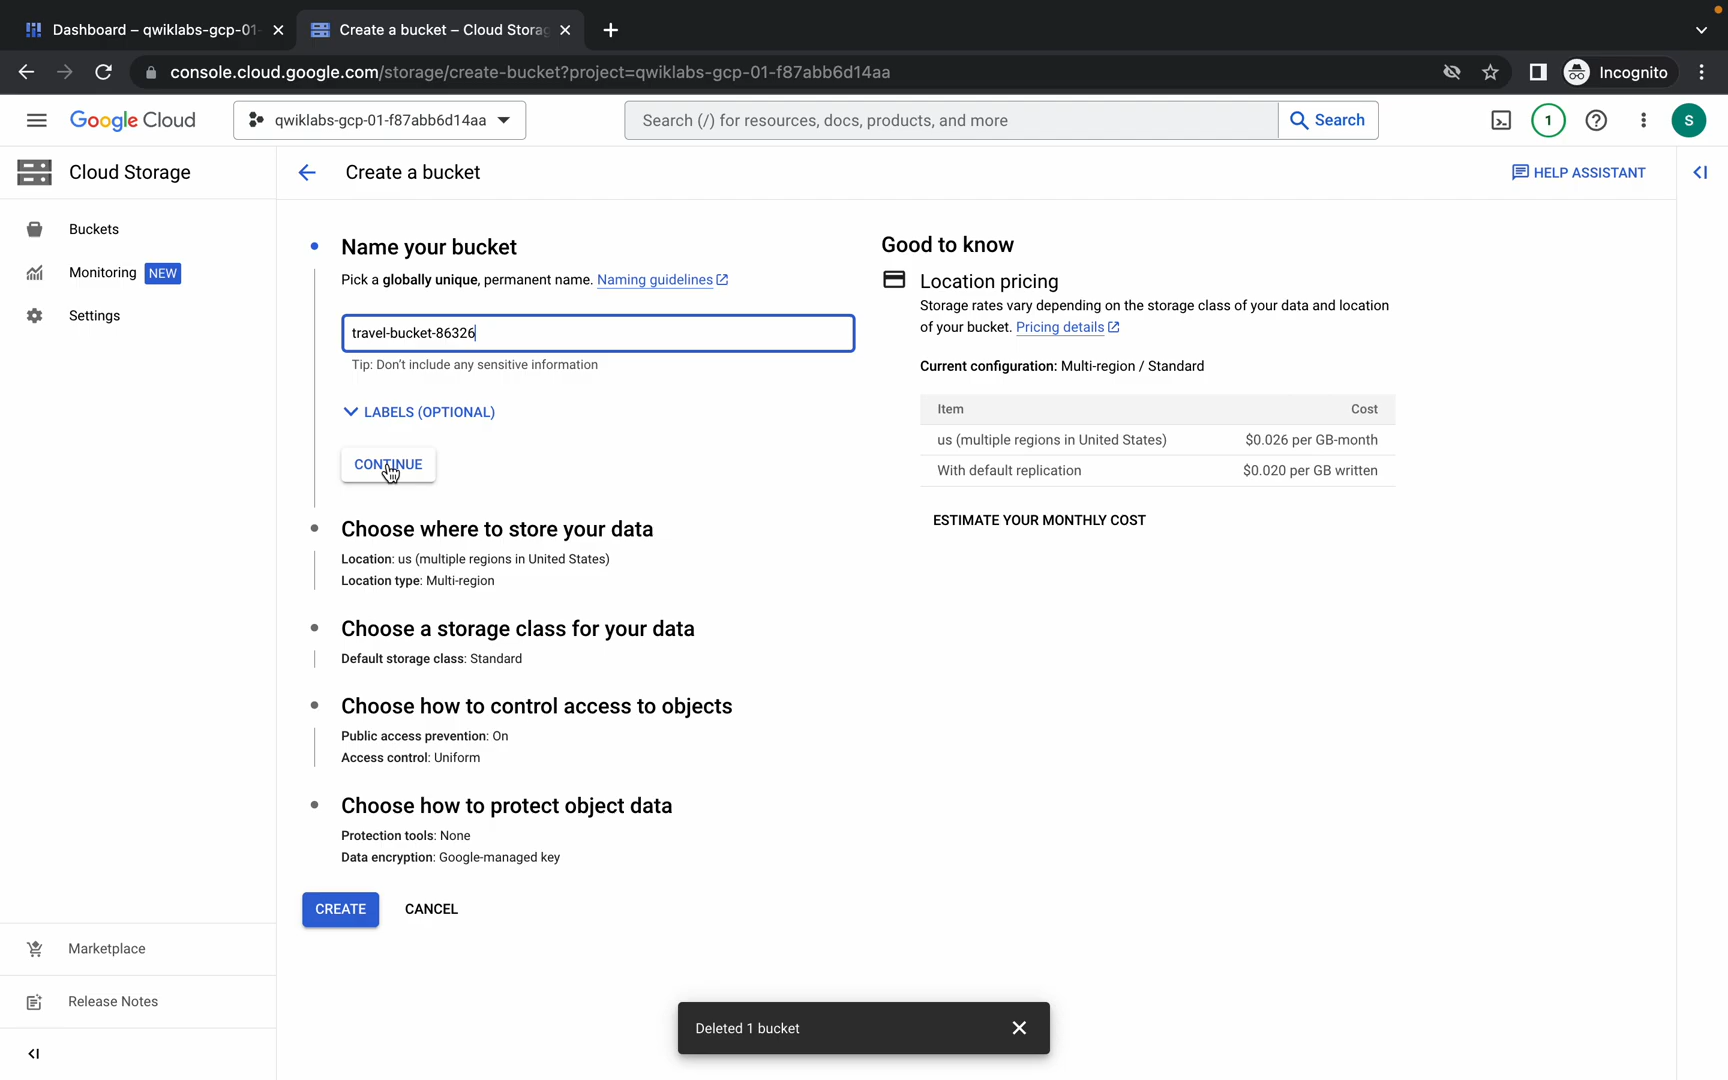 Dashboard – qwiklabs-gcp-01-
Create a bucket – Cloud Storag
console.cloud.google.com/storage/create-bucket?project=qwiklabs-gcp-01-f87abb6d14aa
Incognito
Google Cloud
qwiklabs-gcp-01-f87abb6d14aa
Search (/) for resources, docs, products, and more
Search
1
S
Cloud Storage
Create a bucket
HELP ASSISTANT
Buckets
Monitoring NEW
Settings
Name your bucket
Pick a globally unique, permanent name. Naming guidelines
travel-bucket-86326
Tip: Don't include any sensitive information
LABELS (OPTIONAL)
CONTINUE
Choose where to store your data
Location: us (multiple regions in United States)
Location type: Multi-region
Choose a storage class for your data
Default storage class: Standard
Choose how to control access to objects
Public access prevention: On
Access control: Uniform
Choose how to protect object data
Protection tools: None
Data encryption: Google-managed key
CREATE
CANCEL
Good to know
Location pricing
Storage rates vary depending on the storage class of your data and location
of your bucket. Pricing details
Current configuration: Multi-region / Standard
Item Cost
us (multiple regions in United States) $0.026 per GB-month
With default replication $0.020 per GB written
ESTIMATE YOUR MONTHLY COST
Marketplace
Release Notes
Deleted 1 bucket